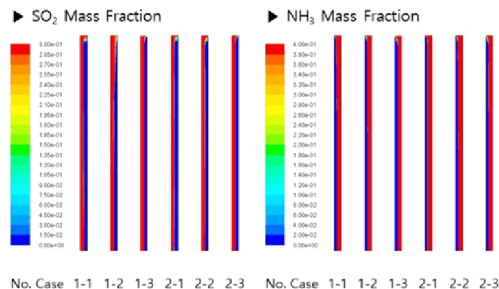 ▶ SO₂ Mass Fraction
3.00e-01
2.85e-01
2.70e-01
2.55e-01
2.40e-01
2.25e-01
2.10e-01
1.95e-01
1.80e-01
1.65e-01
1.50e-01
1.35e-01
1.20e-01
1.05e-01
9.00e-02
7.50e-02
6.00e-02
4.50e-02
3.00e-02
1.50e-02
0.00e+00
No. Case 1-1 1-2 1-3 2-1 2-2 2-3
▶ NH₃ Mass Fraction
4.00e-01
3.80e-01
3.60e-01
3.40e-01
3.20e-01
3.00e-01
2.80e-01
2.60e-01
2.40e-01
2.20e-01
2.00e-01
1.80e-01
1.60e-01
1.40e-01
1.20e-01
1.00e-01
8.00e-02
6.00e-02
4.00e-02
2.00e-02
0.00e+00
No. Case 1-1 1-2 1-3 2-1 2-2 2-3